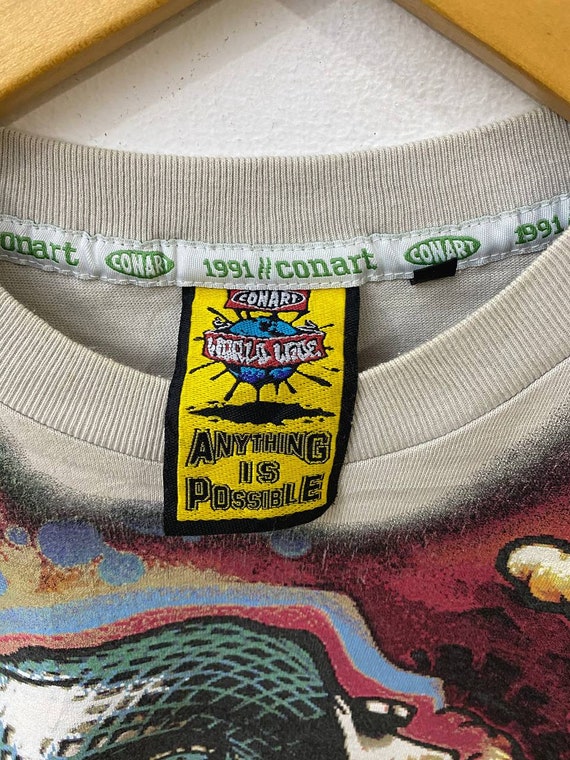 conart CONART 1991 // conart CONART 1991
CONART
WORLD WIDE
ANYTHING
IS
POSSIBLE